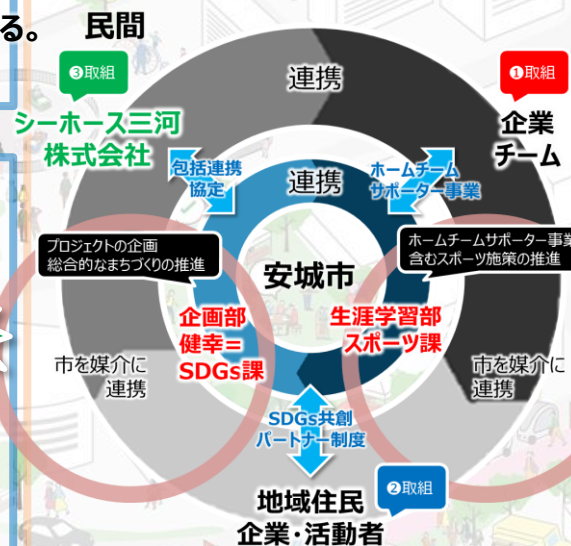 る。
民間
❸取組
連携
❶取組
シーホース三河
株式会社
企業
チーム
包括連携
協定
連携
ホームチーム
サポーター事業
プロジェクトの企画
総合的なまちづくりの推進
ホームチームサポーター事業
含むスポーツ施策の推進
安城市
企画部
健幸=
SDGs課
生涯学習部
スポーツ課
市を媒介に
連携
市を媒介に
連携
SDGs共創
パートナー制度
❷取組
地域住民
企業・活動者